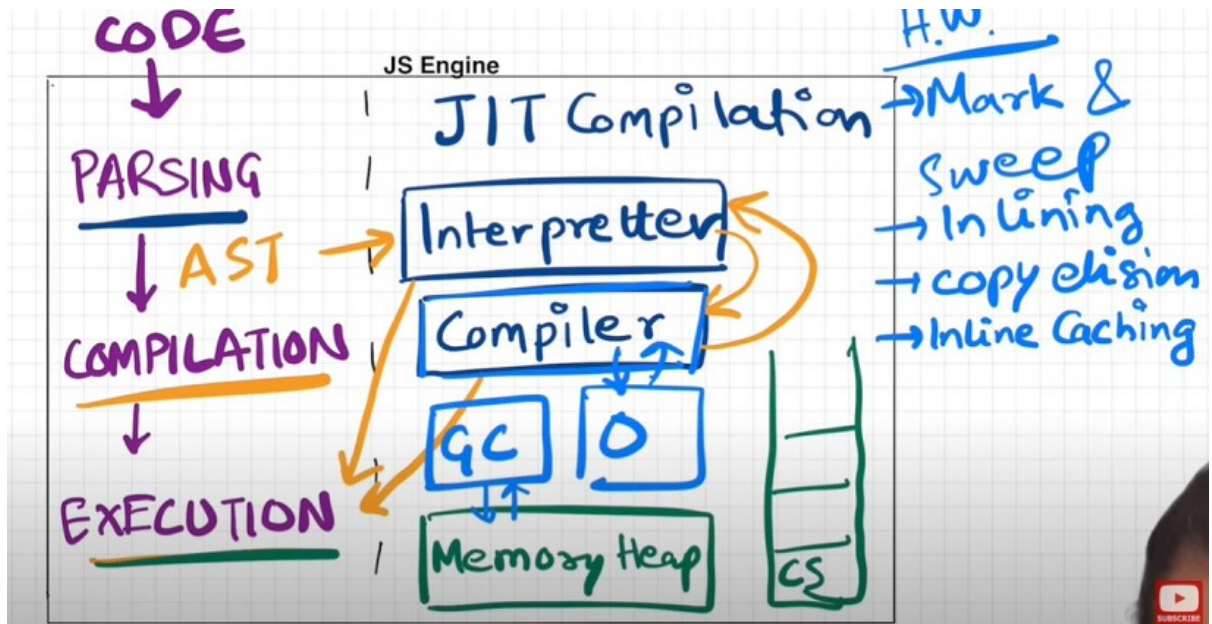 CODE
JS Engine
JIT Compilation
PARSING
AST
Interpretter
COMPILATION
Compiler
GC
O
EXECUTION
Memory Heap
CS
H.W.
→Mark &
Sweep
→Inlining
→copy elision
→Inline Caching
SUBSCRIBE